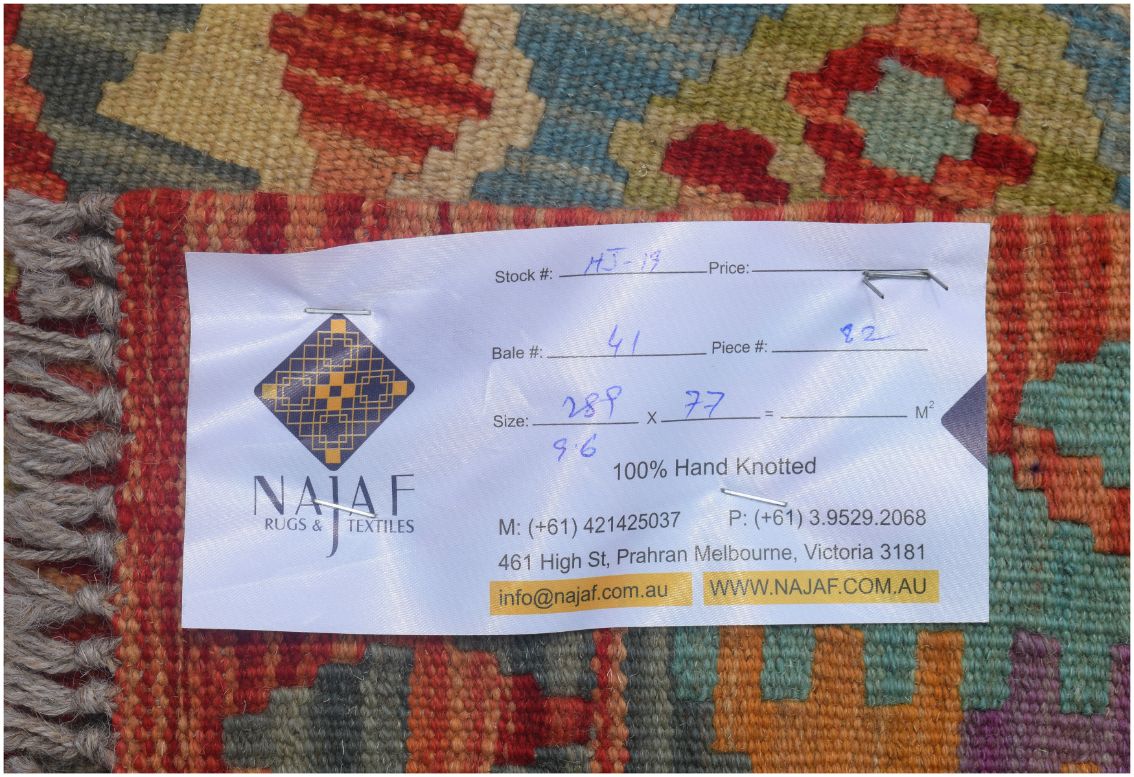 NAJAF
RUGS & TEXTILES
Stock #: HJ-19 Price:
Bale #: 41 Piece #: 82
Size: 289 X 77 = M²
9.6
100% Hand Knotted
M: (+61) 421425037 P: (+61) 3.9529.2068
461 High St, Prahran Melbourne, Victoria 3181
info@najaf.com.au WWW.NAJAF.COM.AU